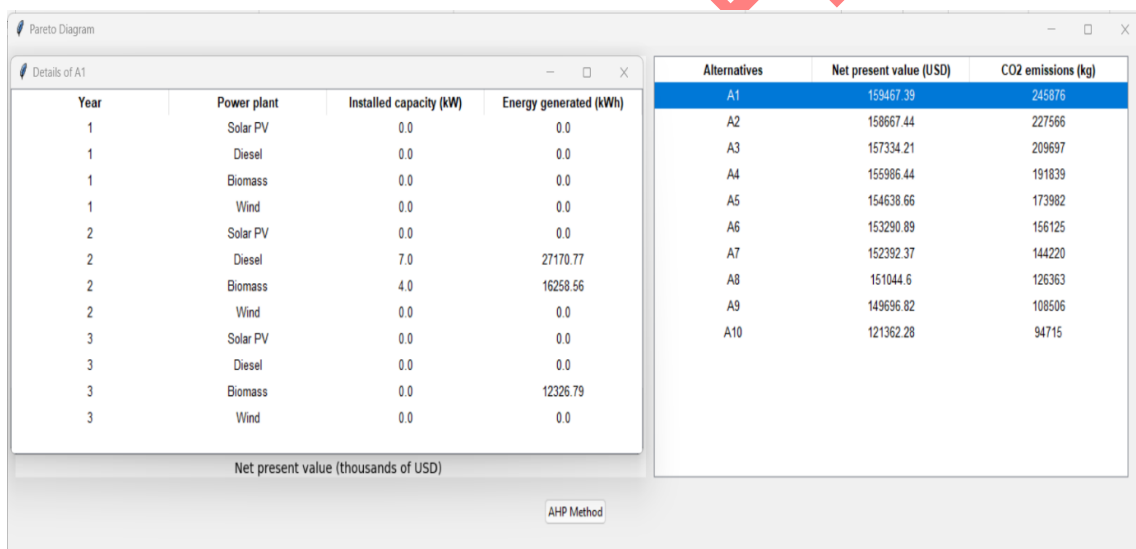 Pareto Diagram
Details of A1
Year Power plant Installed capacity (kW) Energy generated (kWh)
1 Solar PV 0.0 0.0
1 Diesel 0.0 0.0
1 Biomass 0.0 0.0
1 Wind 0.0 0.0
2 Solar PV 0.0 0.0
2 Diesel 7.0 27170.77
2 Biomass 4.0 16258.56
2 Wind 0.0 0.0
3 Solar PV 0.0 0.0
3 Diesel 0.0 0.0
3 Biomass 0.0 12326.79
3 Wind 0.0 0.0
Net present value (thousands of USD)
Alternatives Net present value (USD) CO2 emissions (kg)
A1 159467.39 245876
A2 158667.44 227566
A3 157334.21 209697
A4 155986.44 191839
A5 154638.66 173982
A6 153290.89 156125
A7 152392.37 144220
A8 151044.6 126363
A9 149696.82 108506
A10 121362.28 94715
AHP Method